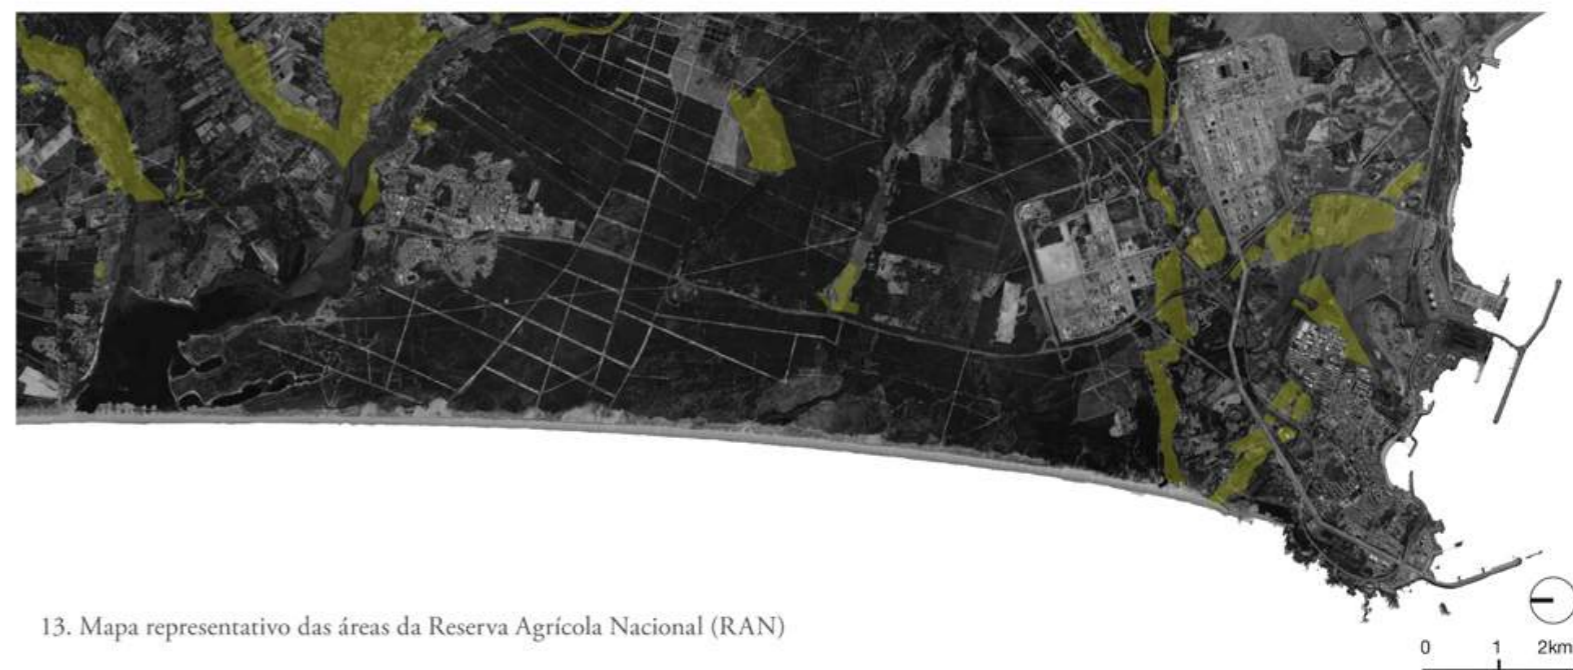 13. Mapa representativo das áreas da Reserva Agrícola Nacional (RAN)
0 1 2km